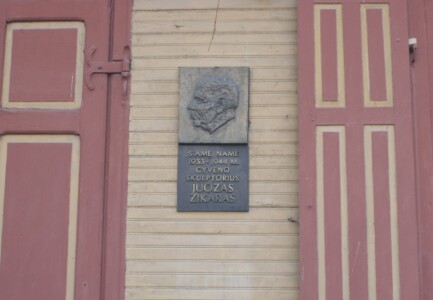 ŠIAME NAME
1933-1944 M.
GYVENO
SKULPTORIUS
JUOZAS
ZIKARAS